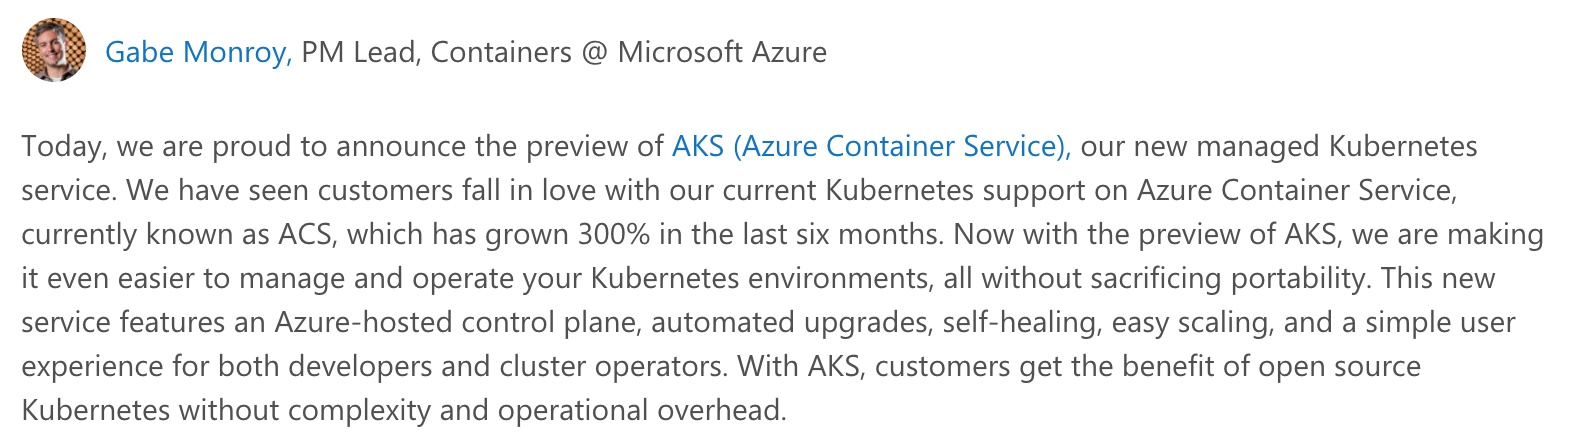 Gabe Monroy, PM Lead, Containers @ Microsoft Azure
Today, we are proud to announce the preview of AKS (Azure Container Service), our new managed Kubernetes
service. We have seen customers fall in love with our current Kubernetes support on Azure Container Service,
currently known as ACS, which has grown 300% in the last six months. Now with the preview of AKS, we are making
it even easier to manage and operate your Kubernetes environments, all without sacrificing portability. This new
service features an Azure-hosted control plane, automated upgrades, self-healing, easy scaling, and a simple user
experience for both developers and cluster operators. With AKS, customers get the benefit of open source
Kubernetes without complexity and operational overhead.